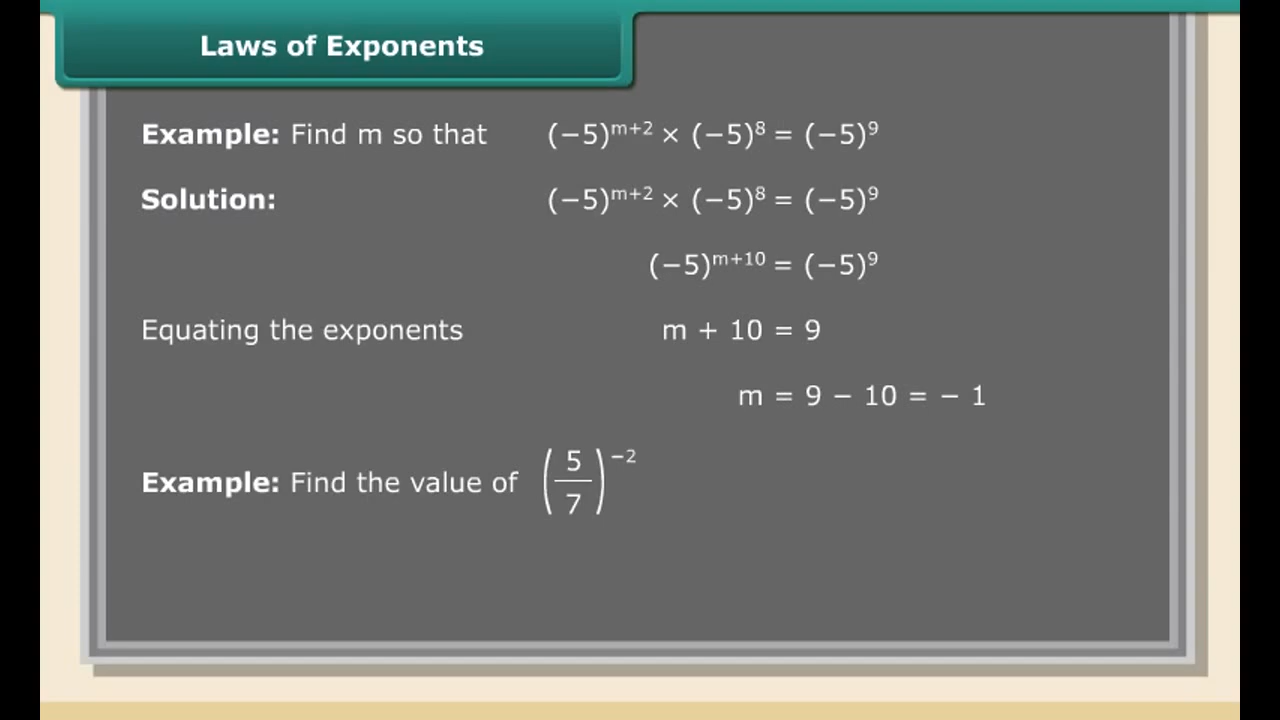 Laws of Exponents
Example: Find m so that (−5)^{m+2} × (−5)^8 = (−5)^9
Solution: (−5)^{m+2} × (−5)^8 = (−5)^9
(−5)^{m+10} = (−5)^9
Equating the exponents m + 10 = 9
m = 9 − 10 = − 1
Example: Find the value of (5/7)^{−2}